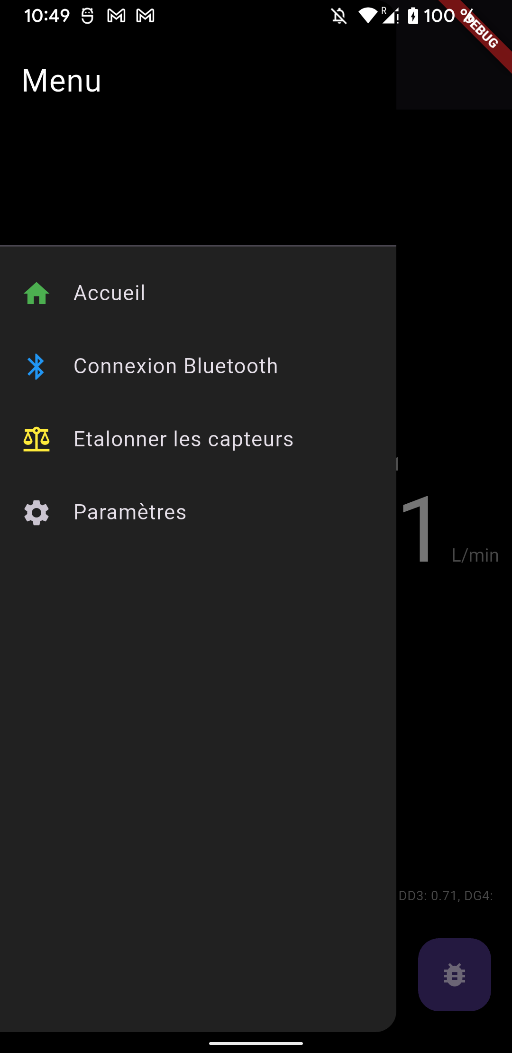 10:49
100 %
DEBUG
Menu
Accueil
Connexion Bluetooth
Etalonner les capteurs
Paramètres
1 L/min
DD3: 0.71, DG4: